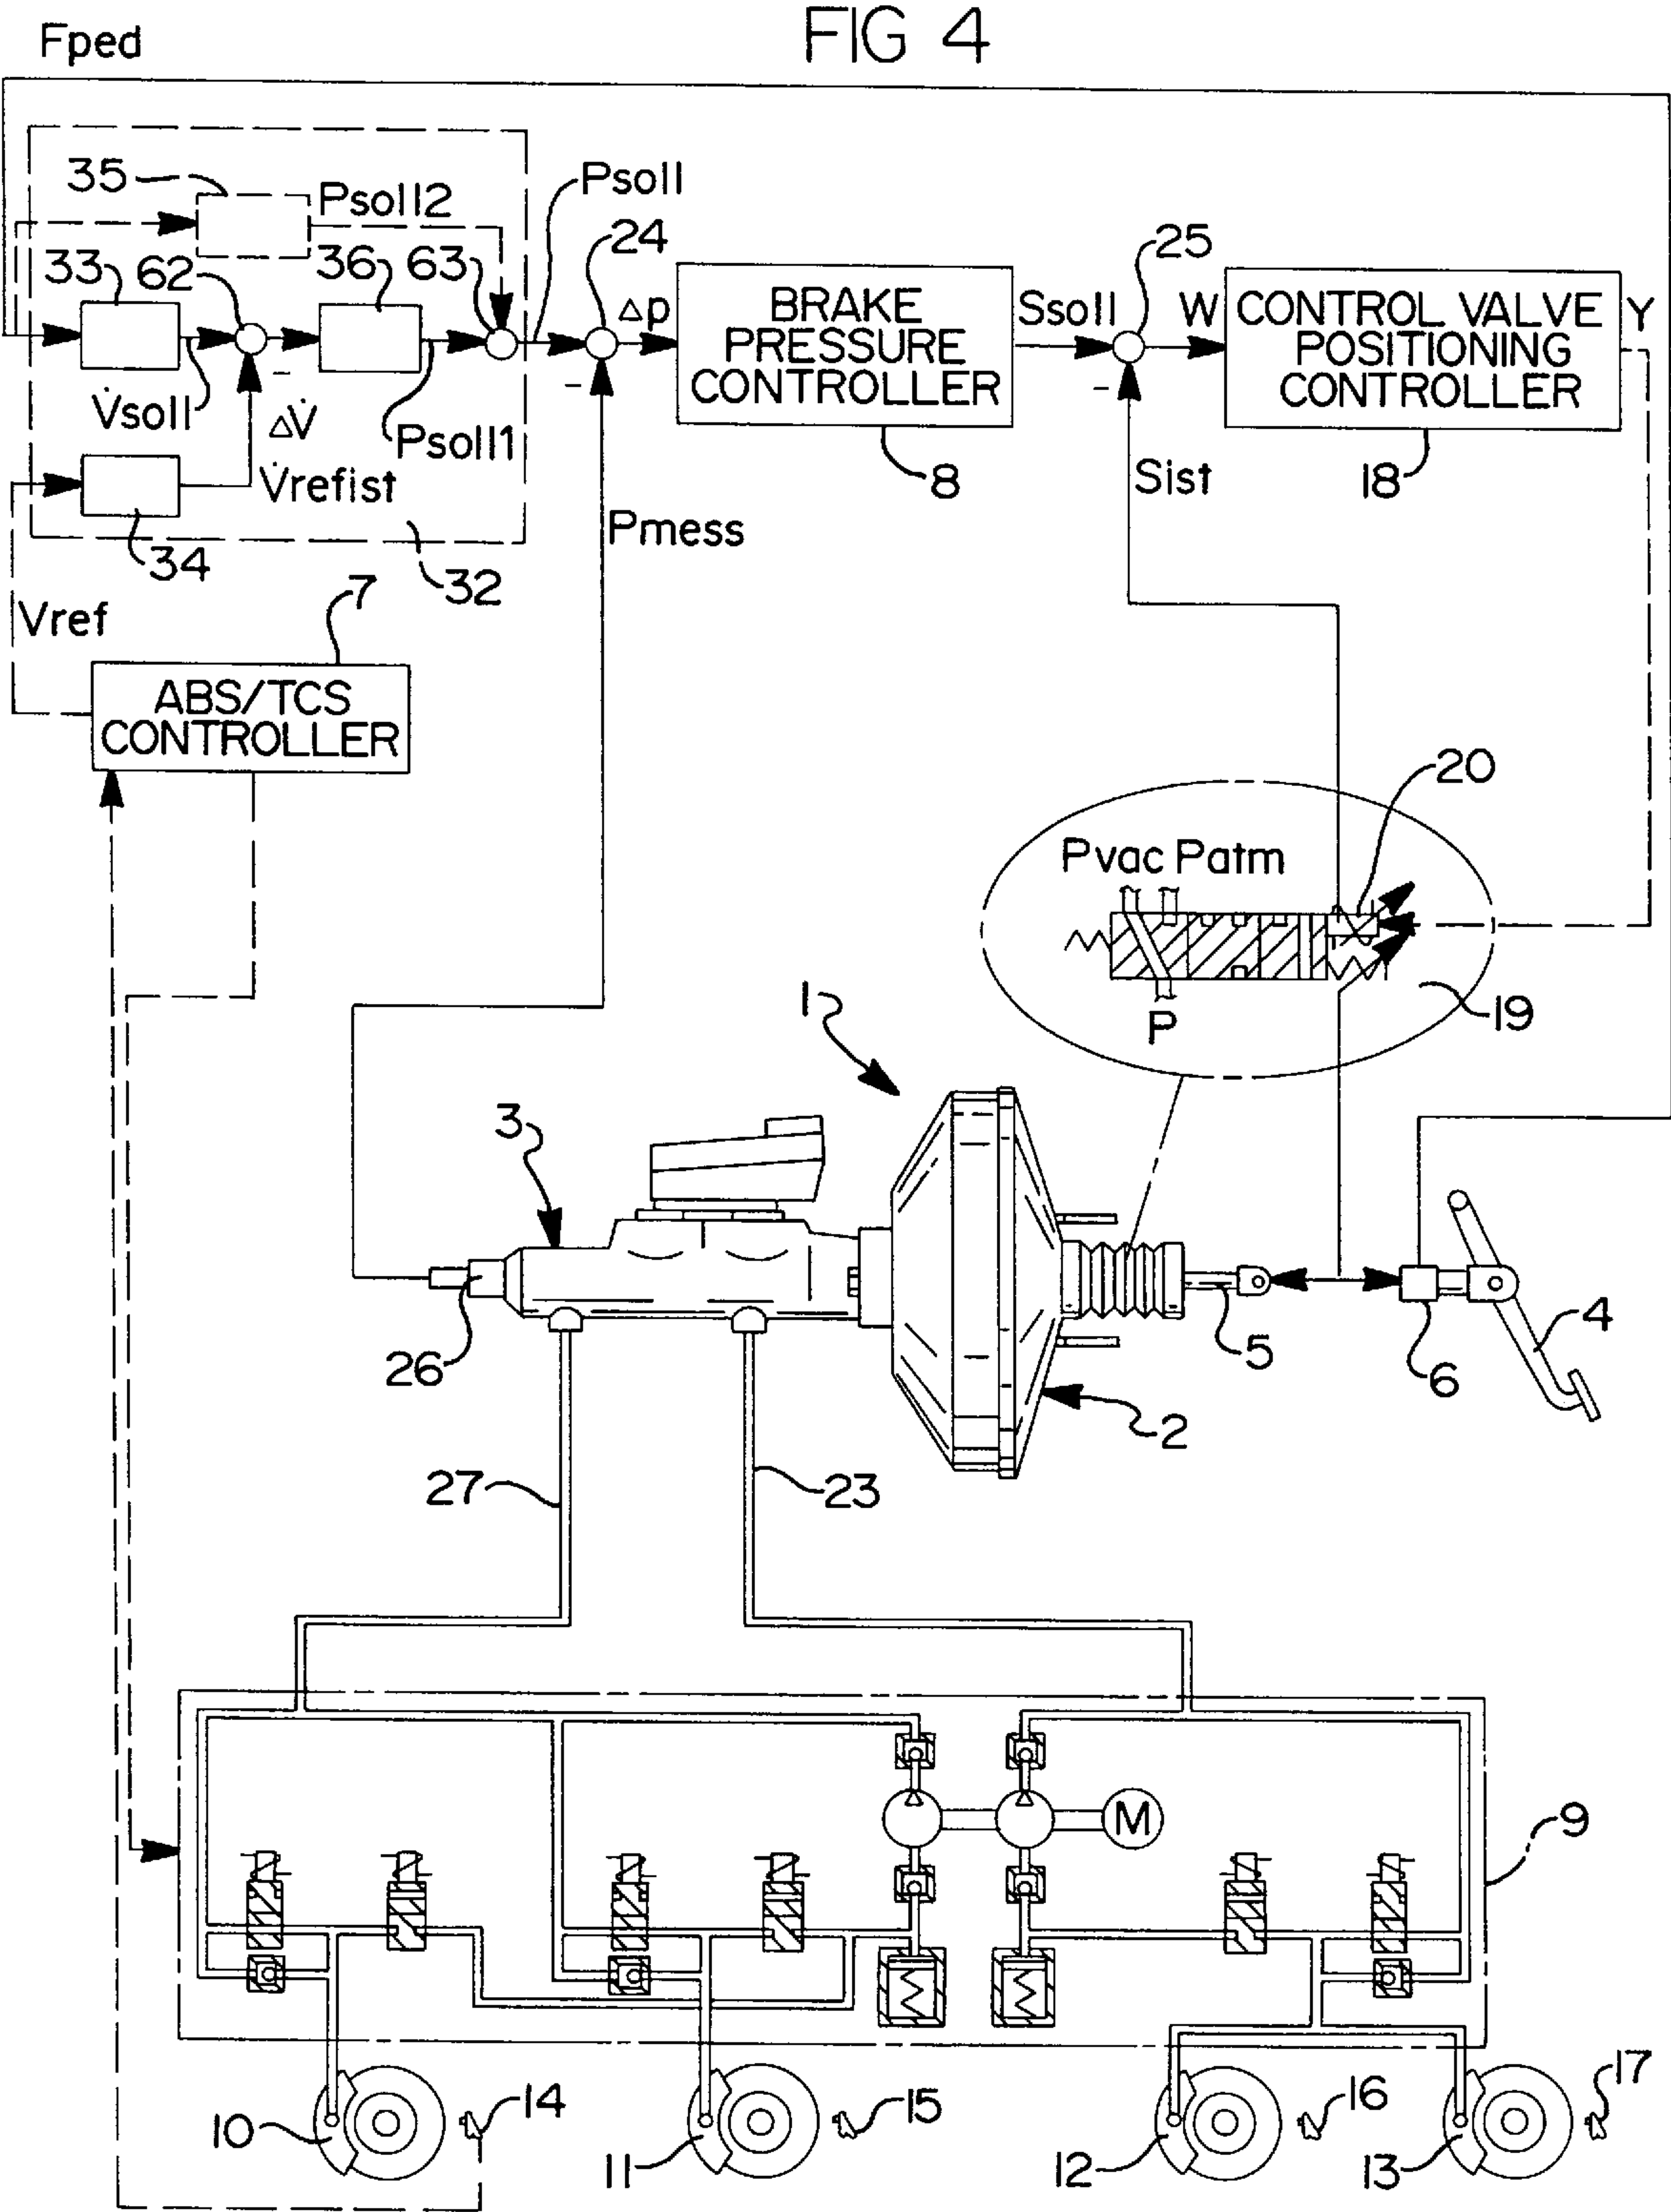 FIG 4
Fped
35
Psoll2
Psoll
24
25
33
62
36
63
Δp
BRAKE
PRESSURE
CONTROLLER
Ssoll
W
CONTROL VALVE
POSITIONING
CONTROLLER
Y
-
-
-
V̇soll
ΔV̇
Psoll1
8
18
V̇refist
Sist
Pmess
34
32
7
Vref
ABS/TCS
CONTROLLER
20
Pvac Patm
1
19
P
3
4
26
5
6
2
27
23
M
9
14
15
16
17
10
11
12
13